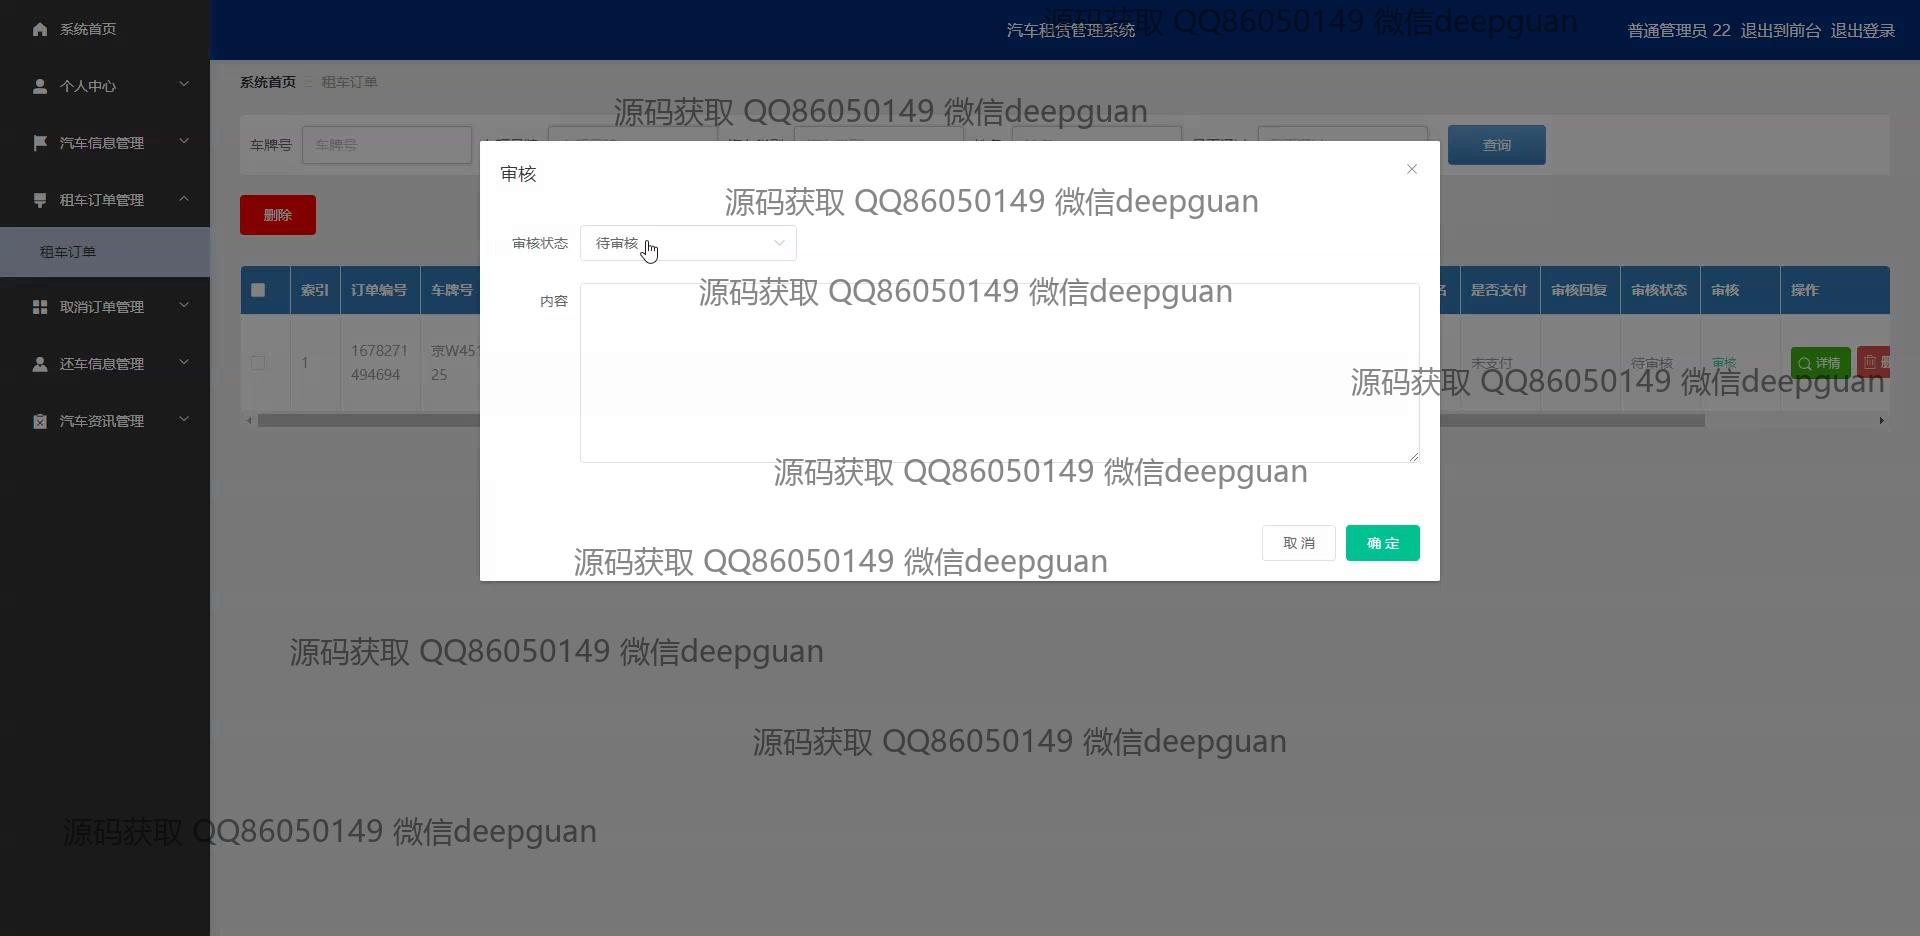 系统首页
个人中心
汽车信息管理
租车订单管理
租车订单
取消订单管理
还车信息管理
汽车资讯管理
汽车租赁管理系统
普通管理员 22 退出到前台 退出登录
系统首页 租车订单
车牌号 车牌号
查询
删除
索引 订单编号 车牌号 是否支付 审核回复 审核状态 审核 操作
1 1678271494694 京W45125 未支付 待审核 审核 详情
审核
审核状态 待审核
内容
取消 确定
源码获取 QQ86050149 微信deepguan
源码获取 QQ86050149 微信deepguan
源码获取 QQ86050149 微信deepguan
源码获取 QQ86050149 微信deepguan
源码获取 QQ86050149 微信deepguan
源码获取 QQ86050149 微信deepguan
源码获取 QQ86050149 微信deepguan
源码获取 QQ86050149 微信deepguan
源码获取 QQ86050149 微信deepguan
源码获取 QQ86050149 微信deepguan